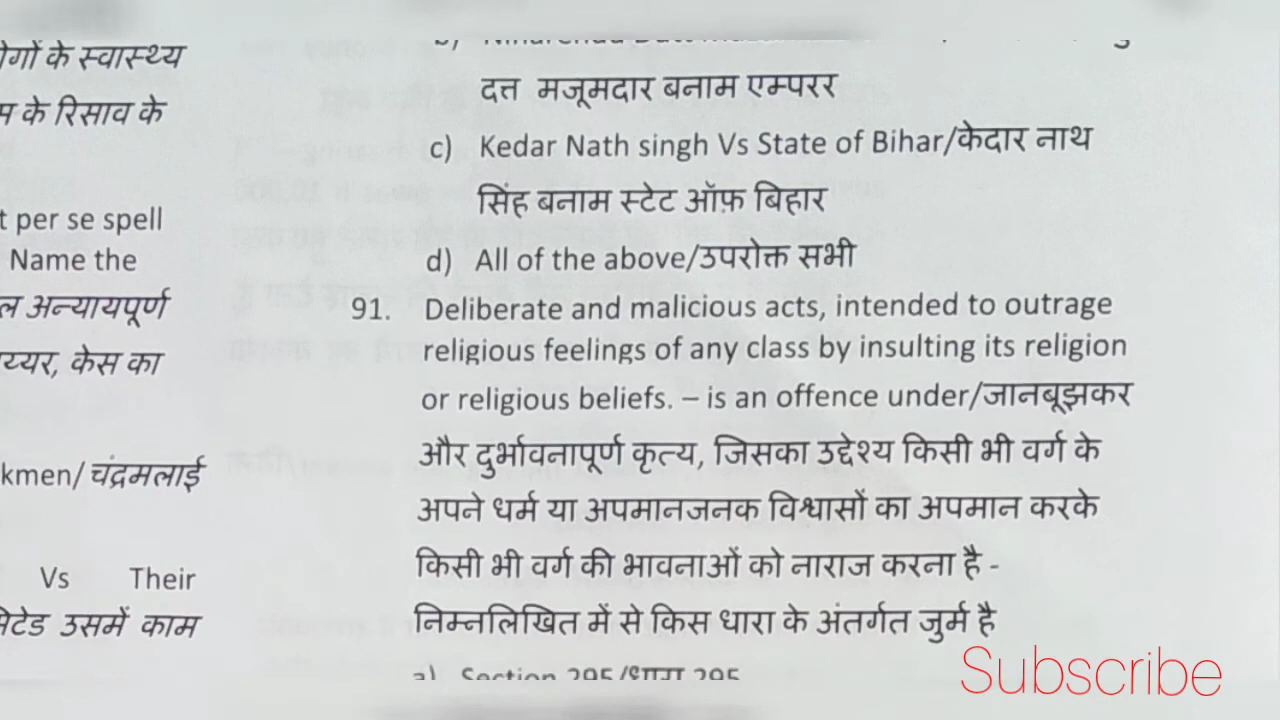 ोगों के स्वास्थ्य
के रिसाव के
t per se spell
Name the
ल अन्यायपूर्ण
य्यर, केस का
kmen/ चंद्रमलाई
Vs Their
मिटेड उसमें काम
दत्त मजूमदार बनाम एम्परर
c) Kedar Nath singh Vs State of Bihar/केदार नाथ
सिंह बनाम स्टेट ऑफ़ बिहार
d) All of the above/उपरोक्त सभी
91. Deliberate and malicious acts, intended to outrage
religious feelings of any class by insulting its religion
or religious beliefs. – is an offence under/जानबूझकर
और दुर्भावनापूर्ण कृत्य, जिसका उद्देश्य किसी भी वर्ग के
अपने धर्म या अपमानजनक विश्वासों का अपमान करके
किसी भी वर्ग की भावनाओं को नाराज करना है -
निम्नलिखित में से किस धारा के अंतर्गत जुर्म है
a) Section 295/धारा 295
Subscribe